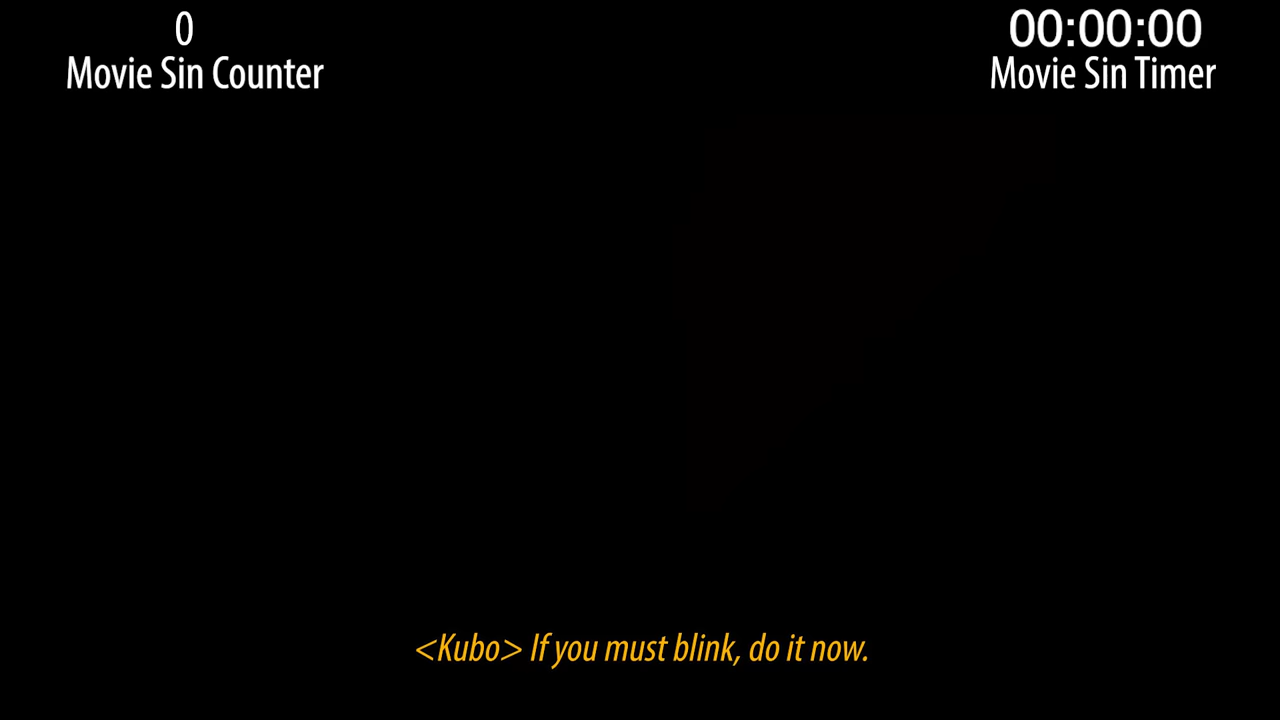 0
Movie Sin Counter
00:00:00
Movie Sin Timer
<Kubo> If you must blink, do it now.